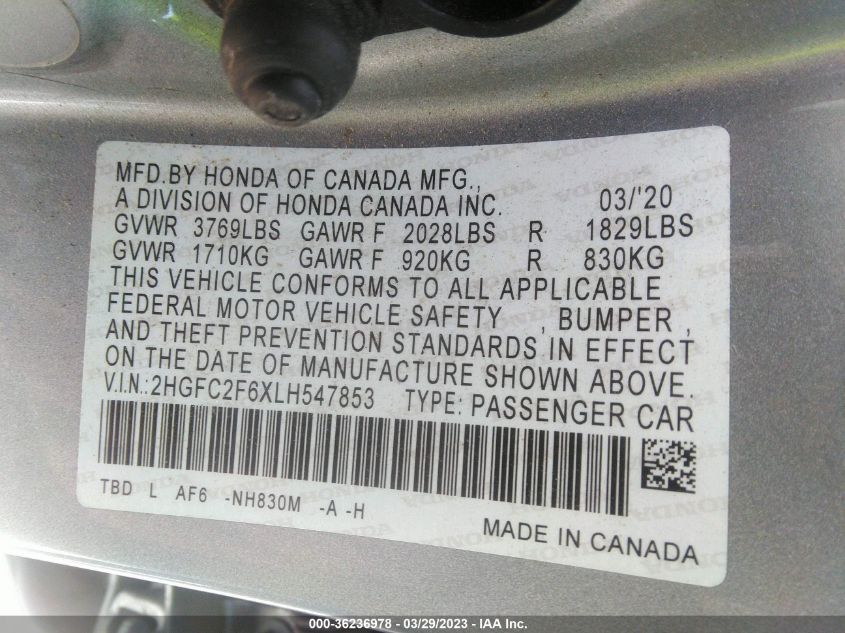 MFD.BY HONDA OF CANADA MFG.,
A DIVISION OF HONDA CANADA INC. 03/'20
GVWR 3769LBS GAWR F 2028LBS R 1829LBS
GVWR 1710KG GAWR F 920KG R 830KG
THIS VEHICLE CONFORMS TO ALL APPLICABLE
FEDERAL MOTOR VEHICLE SAFETY , BUMPER ,
AND THEFT PREVENTION STANDARDS IN EFFECT
ON THE DATE OF MANUFACTURE SHOWN ABOVE.
V.I.N.:2HGFC2F6XLH547853 TYPE: PASSENGER CAR
TBD L AF6 -NH830M -A -H
MADE IN CANADA
000-36236978 - 03/29/2023 - IAA Inc.